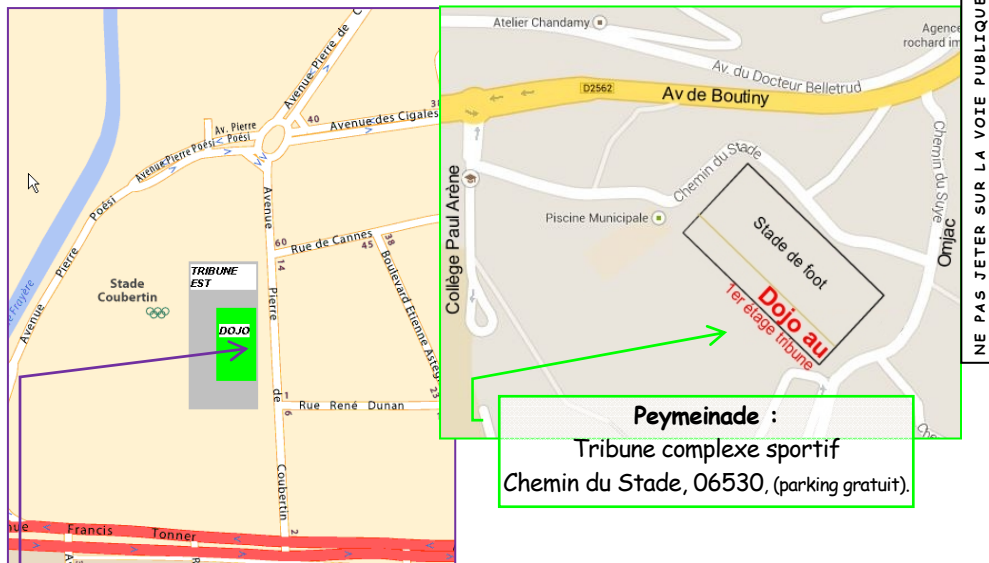 Avenue Pierre de C
40
Avenue des Cigales
Av. Pierre
Poési
Avenue Pierre Poési
Avenue Pierre Poési
Avenue Pierre de Coubertin
60
Rue de Cannes
45
38
14
Boulevard Etienne Asteg
23
Stade
Coubertin
TRIBUNE
EST
DOJO
1
6
Rue René Dunan
2
nue Francis Tonner
Atelier Chandamy
Agence
rochard im
Av. du Docteur Belletrud
D2562
Av de Boutiny
Chemin du Stade
Chemin du Suye
Collège Paul Arène
Piscine Municipale
Stade de foot
Onjac
Dojo au
1er étage tribune
Peymeinade :
Tribune complexe sportif
Chemin du Stade, 06530, (parking gratuit).
NE PAS JETER SUR LA VOIE PUBLIQUE